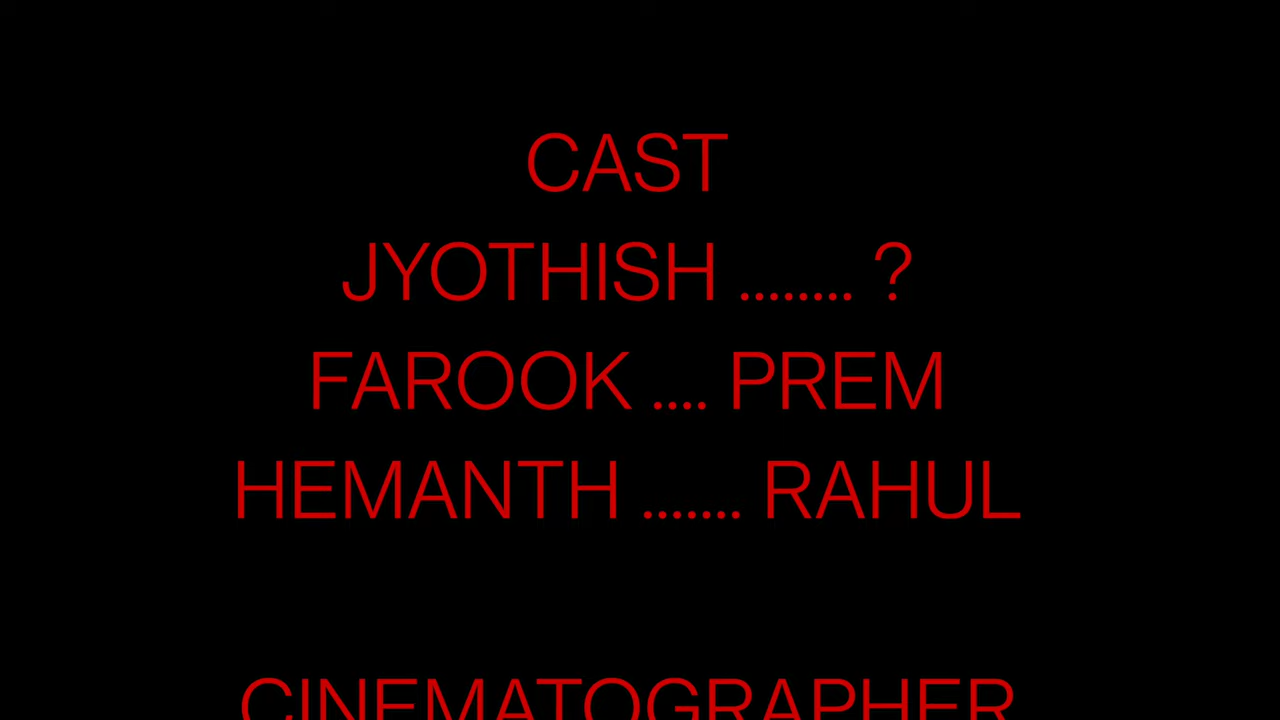 CAST
JYOTHISH ........ ?
FAROOK .... PREM
HEMANTH ....... RAHUL
CINEMATOGRAPHER